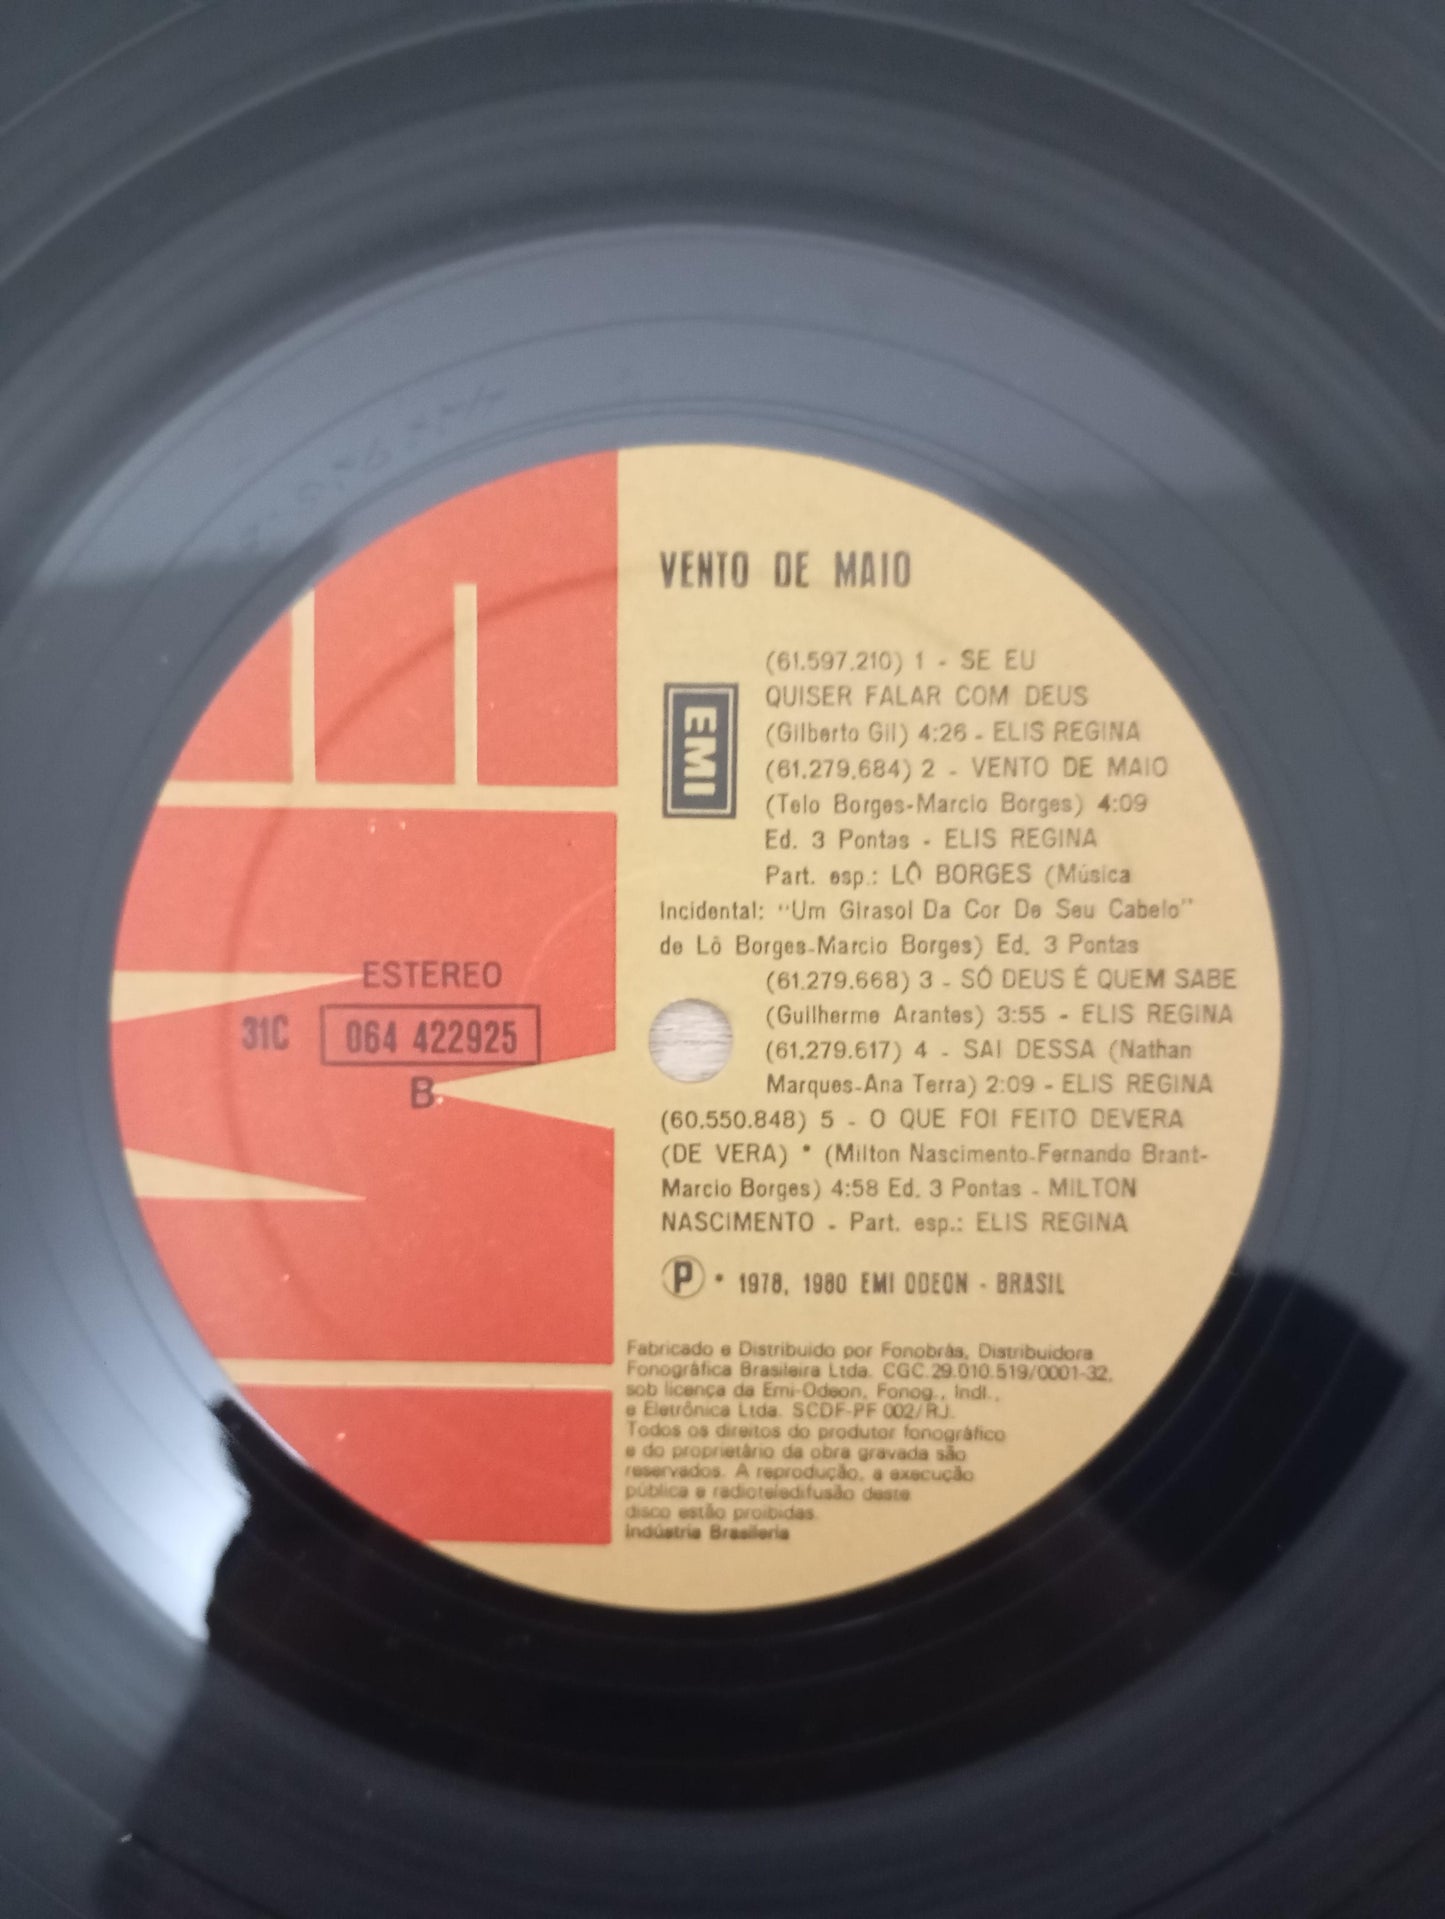 VENTO DE MAIO
(61.597.210) 1 - SE EU
QUISER FALAR COM DEUS
(Gilberto Gil) 4:26 - ELIS REGINA
(61.279.684) 2 - VENTO DE MAIO
(Telo Borges-Marcio Borges) 4:09
Ed. 3 Pontas - ELIS REGINA
Part. esp.: LÔ BORGES (Música
Incidental: "Um Girasol Da Cor De Seu Cabelo"
de Lô Borges-Marcio Borges) Ed. 3 Pontas
(61.279.668) 3 - SÓ DEUS É QUEM SABE
(Guilherme Arantes) 3:55 - ELIS REGINA
(61.279.617) 4 - SAI DESSA (Nathan
Marques-Ana Terra) 2:09 - ELIS REGINA
(60.550.848) 5 - O QUE FOI FEITO DEVERA
(DE VERA) * (Milton Nascimento-Fernando Brant-
Marcio Borges) 4:58 Ed. 3 Pontas - MILTON
NASCIMENTO - Part. esp.: ELIS REGINA
EMI
ESTEREO
31C 064 422925
B
Ⓟ * 1978, 1980 EMI ODEON - BRASIL
Fabricado e Distribuido por Fonobrás, Distribuidora
Fonográfica Brasileira Ltda. CGC 29.010.519/0001-32,
sob licença da Emi-Odeon, Fonog., Indl.,
e Eletrônica Ltda. SCDF-PF 002/RJ.
Todos os direitos do produtor fonográfico
e do proprietário da obra gravada são
reservados. A reprodução, a execução
pública e radioteledifusão deste
disco estão proibidas.
Indústria Brasileria